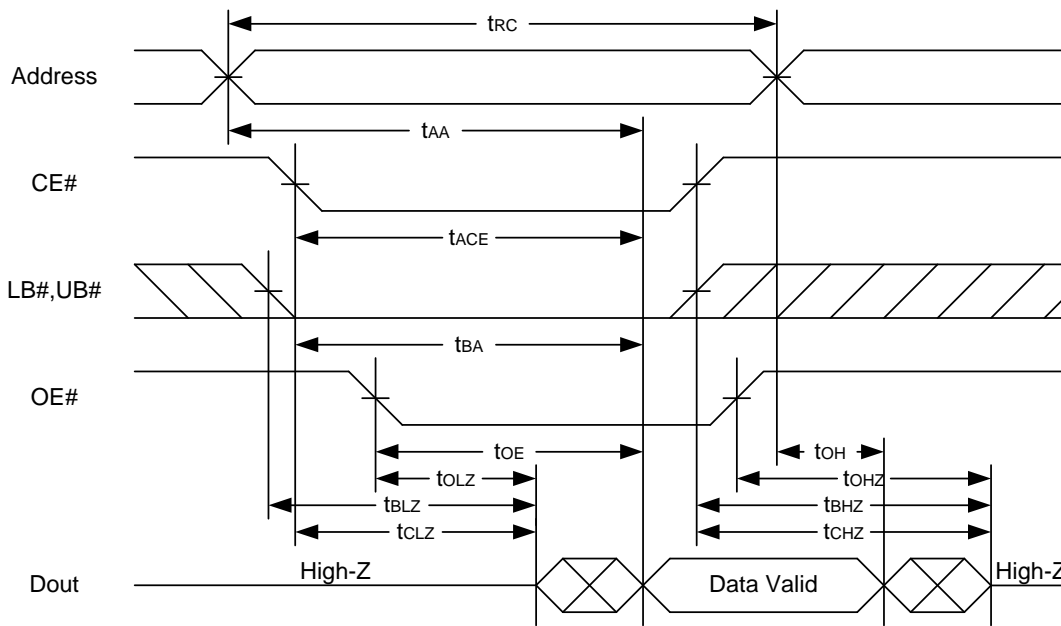 tRC
Address
tAA
CE#
tACE
LB#,UB#
tBA
OE#
tOE
tOH
tOLZ
tOHZ
tBLZ
tBHZ
tCLZ
tCHZ
High-Z
High-Z
Dout
Data Valid